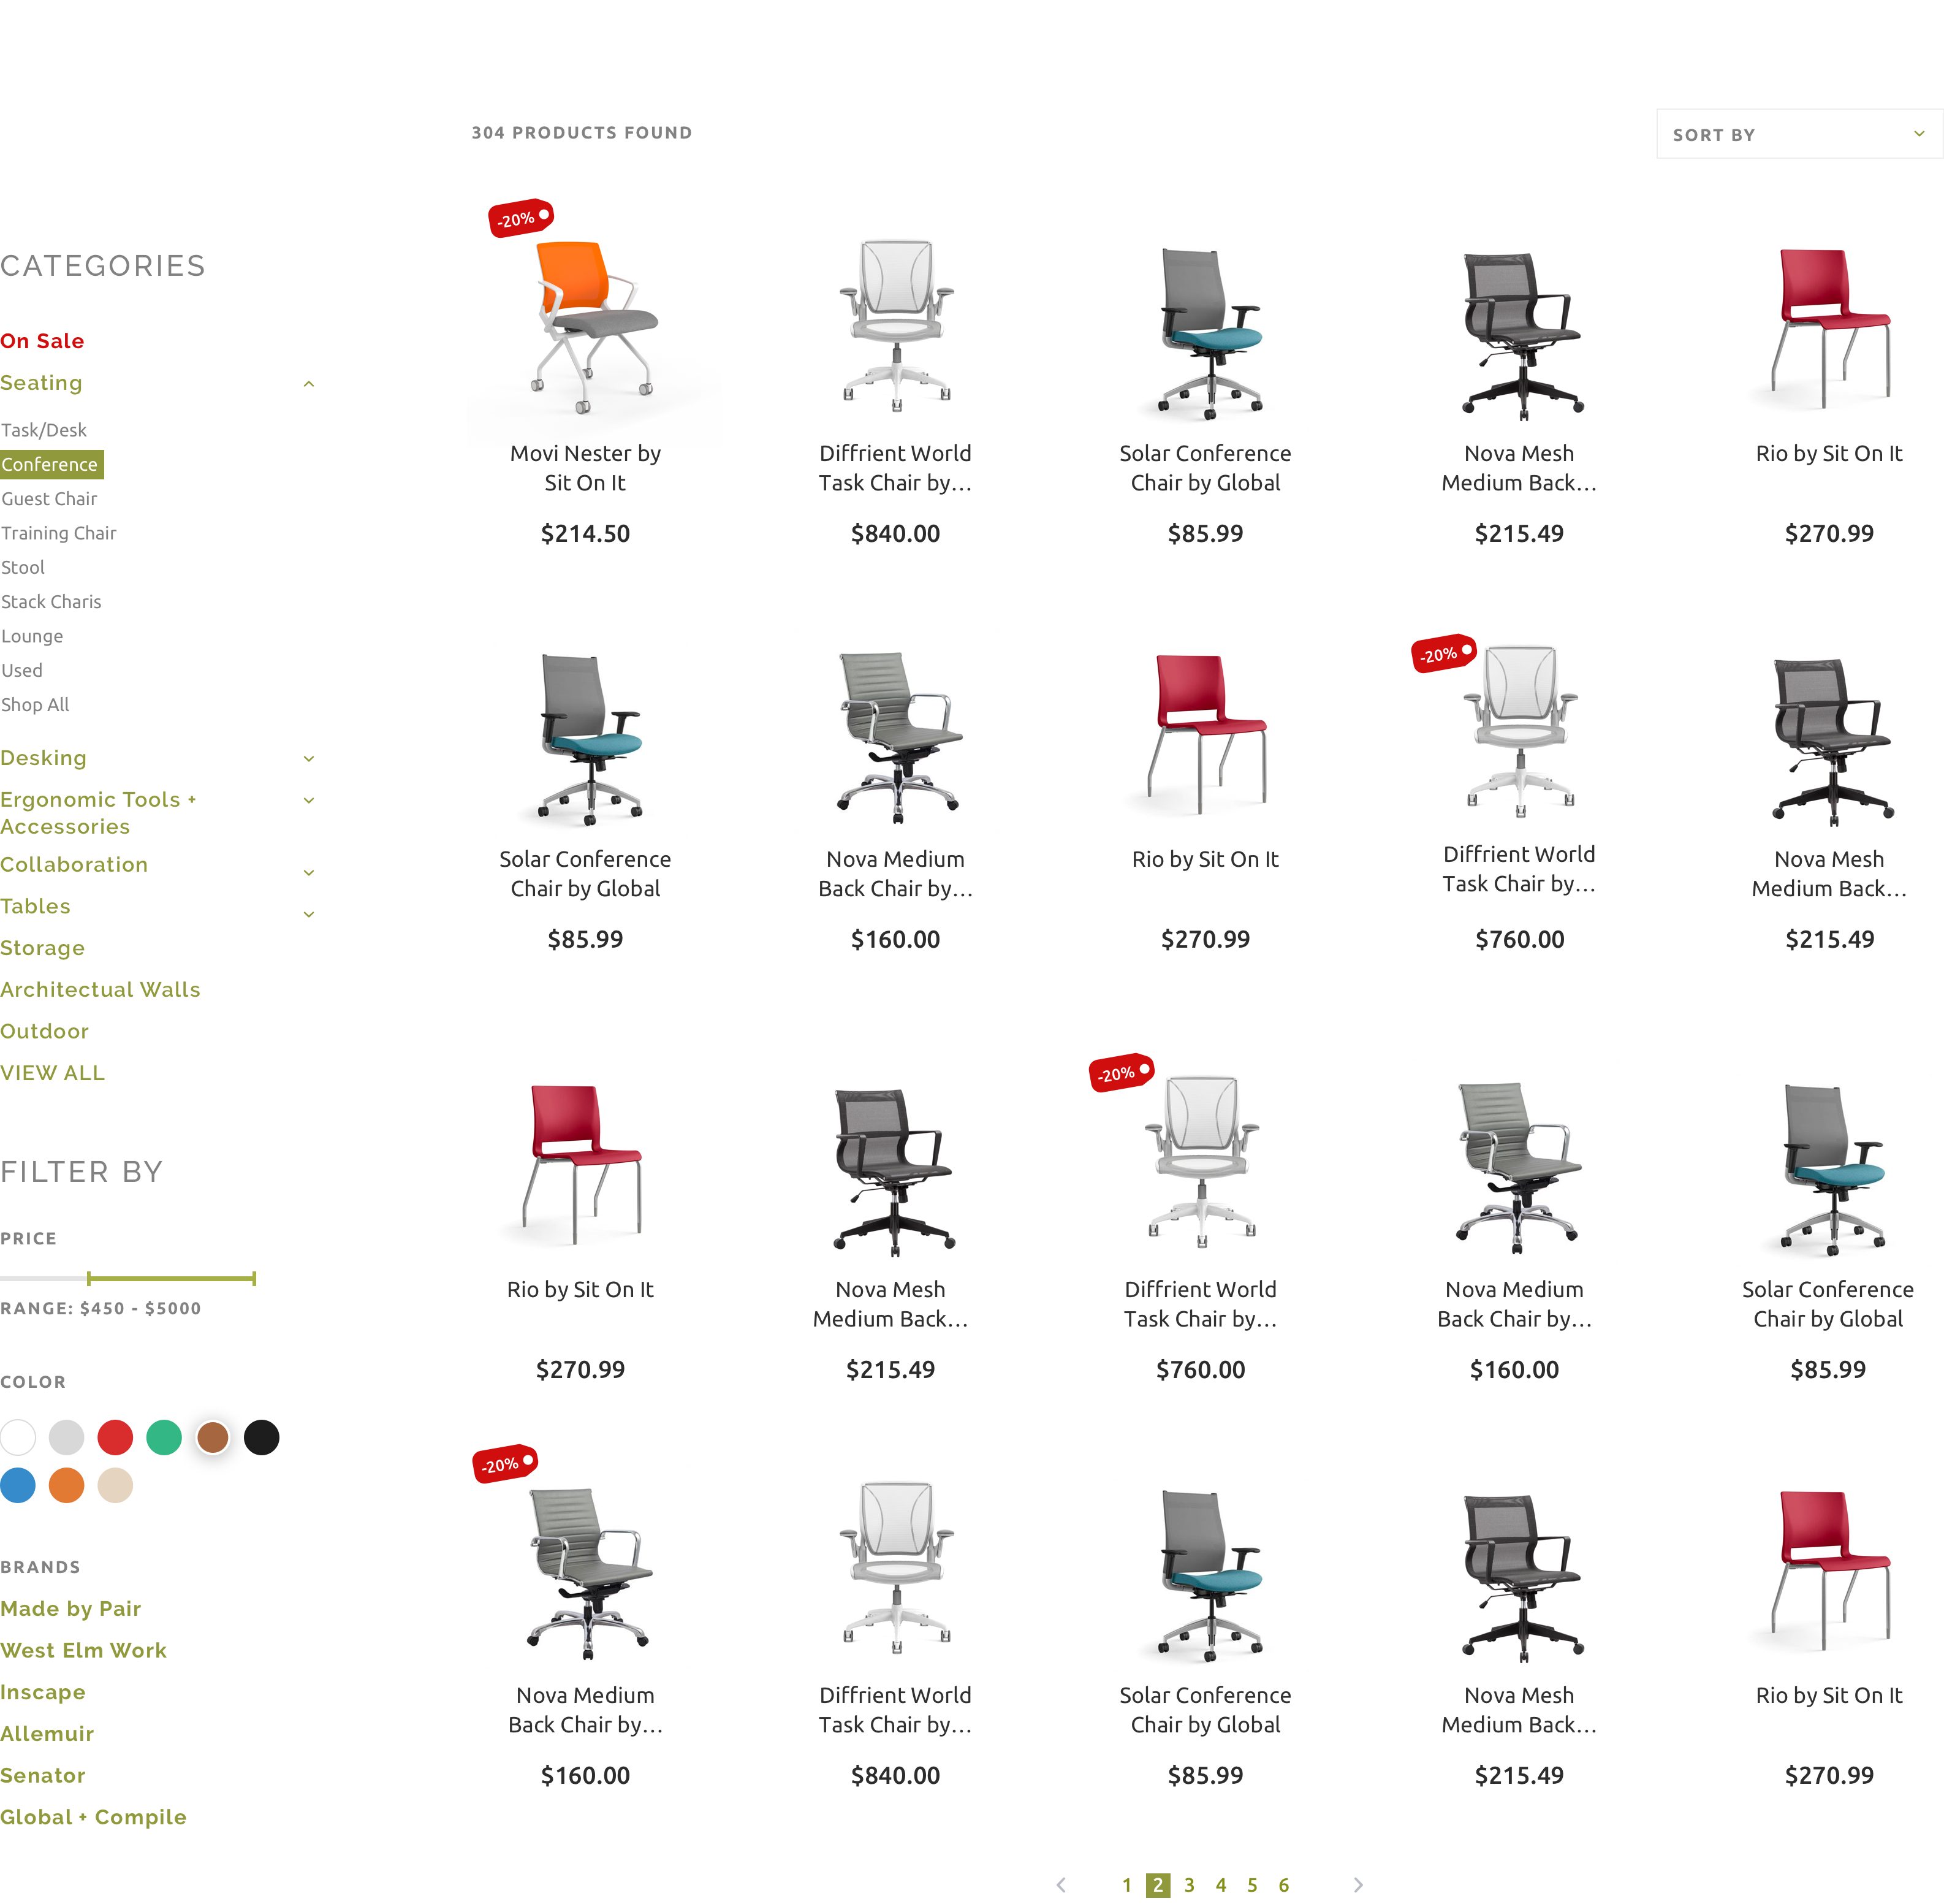 304 PRODUCTS FOUND
SORT BY
CATEGORIES
On Sale
Seating
Task/Desk
Conference
Guest Chair
Training Chair
Stool
Stack Charis
Lounge
Used
Shop All
Desking
Ergonomic Tools +
Accessories
Collaboration
Tables
Storage
Architectual Walls
Outdoor
VIEW ALL
FILTER BY
PRICE
RANGE: $450 - $5000
COLOR
BRANDS
Made by Pair
West Elm Work
Inscape
Allemuir
Senator
Global + Compile
-20%
Movi Nester by
Sit On It
$214.50
Diffrient World
Task Chair by...
$840.00
Solar Conference
Chair by Global
$85.99
Nova Mesh
Medium Back...
$215.49
Rio by Sit On It
$270.99
Solar Conference
Chair by Global
$85.99
Nova Medium
Back Chair by...
$160.00
Rio by Sit On It
$270.99
-20%
Diffrient World
Task Chair by...
$760.00
Nova Mesh
Medium Back...
$215.49
Rio by Sit On It
$270.99
Nova Mesh
Medium Back...
$215.49
-20%
Diffrient World
Task Chair by...
$760.00
Nova Medium
Back Chair by...
$160.00
Solar Conference
Chair by Global
$85.99
-20%
Nova Medium
Back Chair by...
$160.00
Diffrient World
Task Chair by...
$840.00
Solar Conference
Chair by Global
$85.99
Nova Mesh
Medium Back...
$215.49
Rio by Sit On It
$270.99
1 2 3 4 5 6